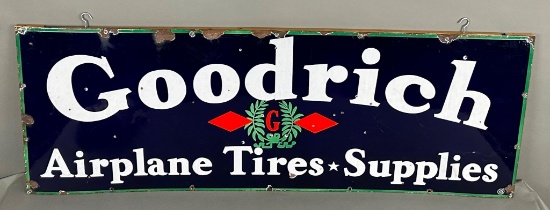 Goodrich
G
Airplane Tires ★ Supplies